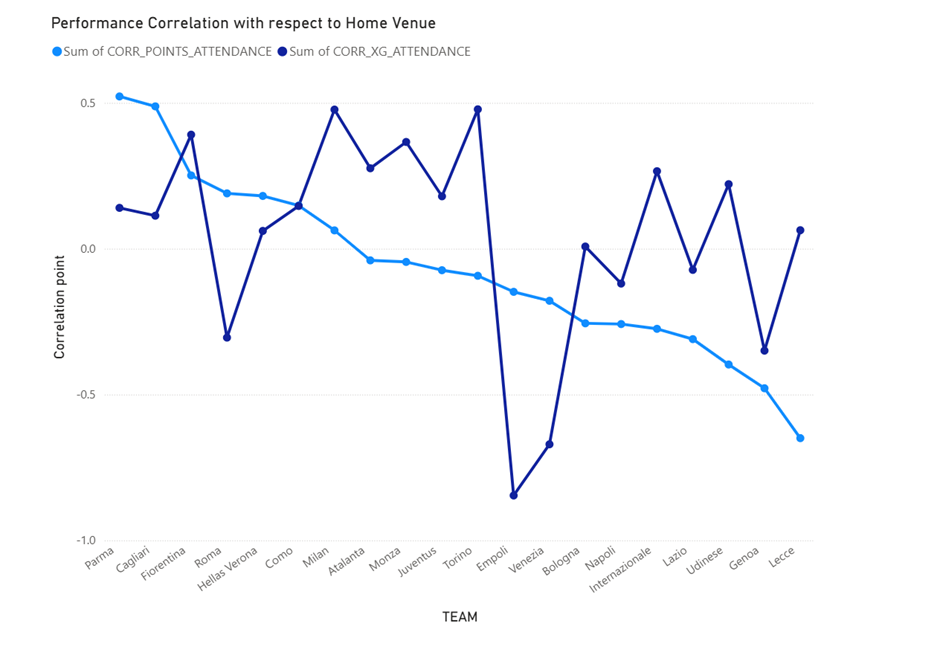 Performance Correlation with respect to Home Venue
Sum of CORR_POINTS_ATTENDANCE Sum of CORR_XG_ATTENDANCE
0.5
0.0
-0.5
-1.0
Correlation point
Parma
Cagliari
Fiorentina
Roma
Hellas Verona
Como
Milan
Atalanta
Monza
Juventus
Torino
Empoli
Venezia
Bologna
Napoli
Internazionale
Lazio
Udinese
Genoa
Lecce
TEAM